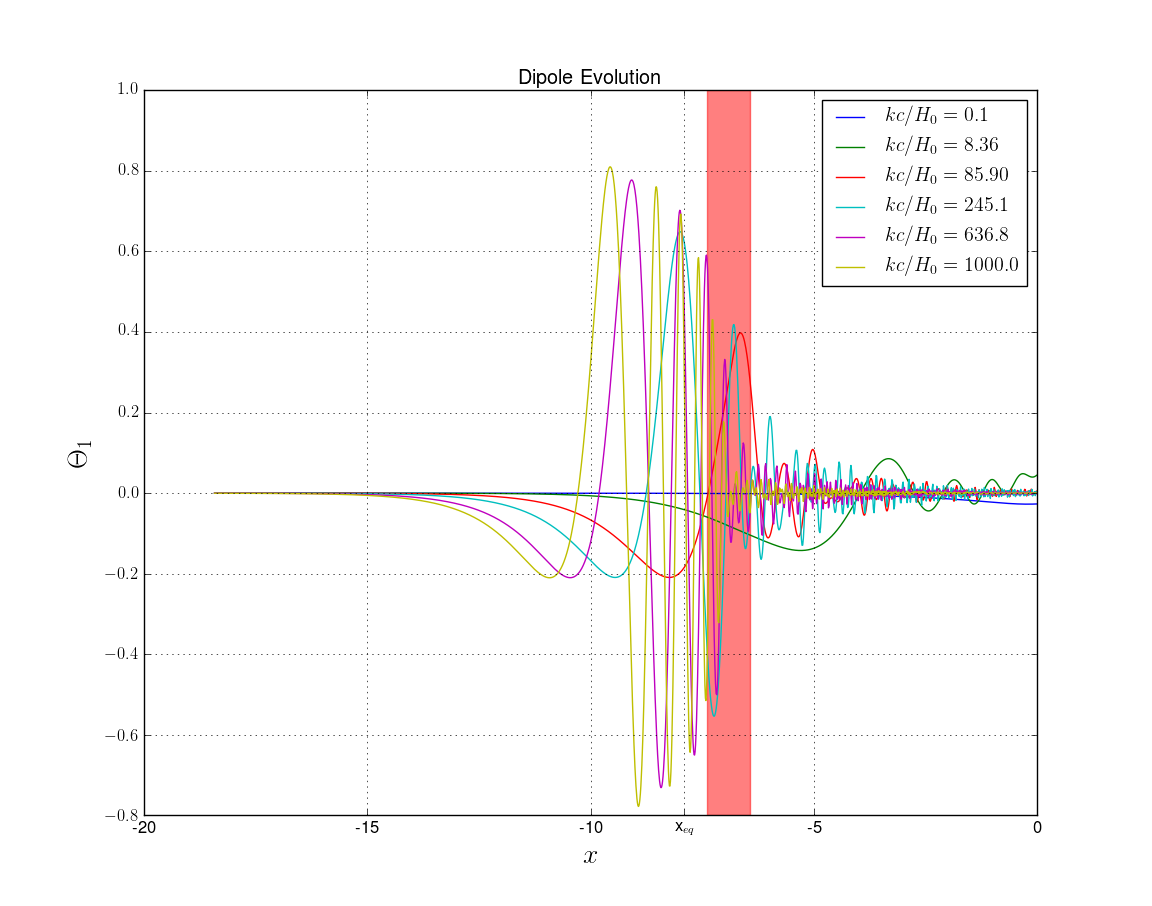 Dipole Evolution
1.0
0.8
0.6
0.4
0.2
0.0
−0.2
−0.4
−0.6
−0.8
Θ₁
kc/H₀ = 0.1
kc/H₀ = 8.36
kc/H₀ = 85.90
kc/H₀ = 245.1
kc/H₀ = 636.8
kc/H₀ = 1000.0
-20 -15 -10 x_eq -5 0
x